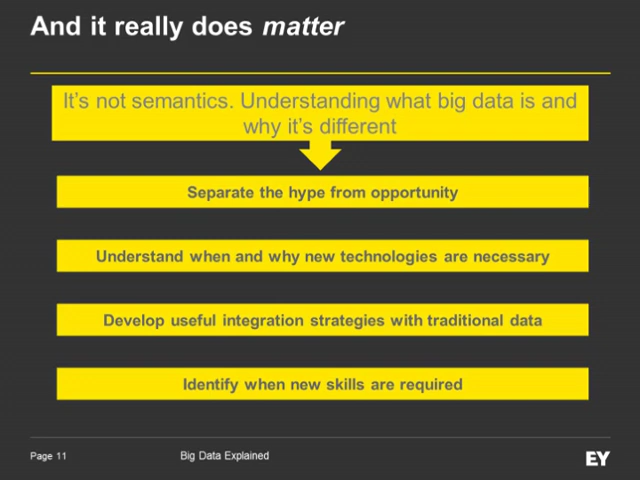 And it really does matter
It’s not semantics. Understanding what big data is and
why it’s different
Separate the hype from opportunity
Understand when and why new technologies are necessary
Develop useful integration strategies with traditional data
Identify when new skills are required
Page 11
Big Data Explained
EY